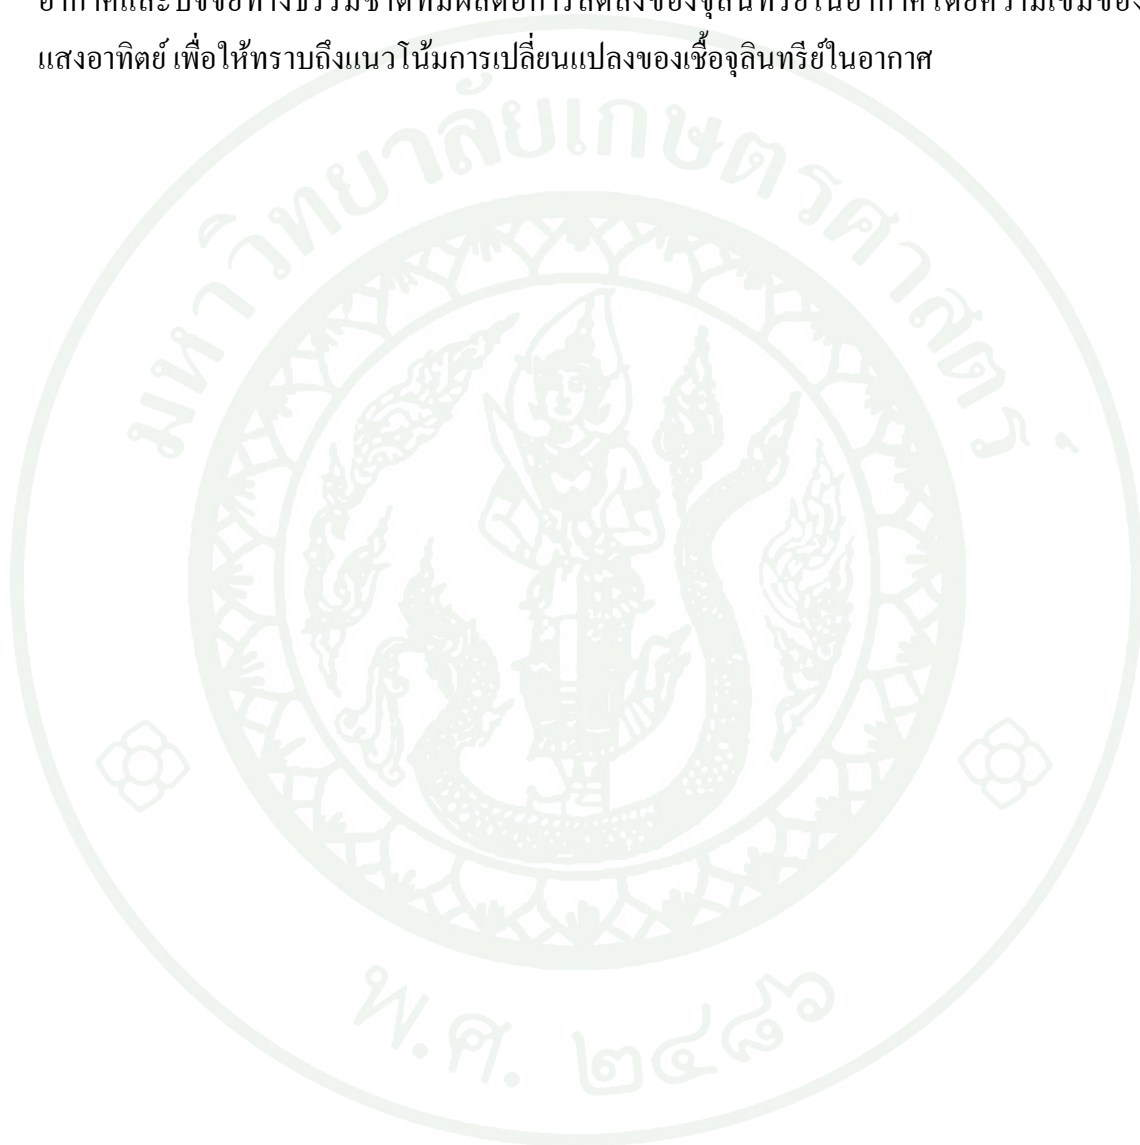 อากาศและปัจจัยทางธรรมชาติที่มีผลต่อการลดลงของจุลินทรีย์ในอากาศโดยความเข้มของ
แสงอาทิตย์ เพื่อให้ทราบถึงแนวโน้มการเปลี่ยนแปลงของเชื้อจุลินทรีย์ในอากาศ
มหาวิทยาลัยเกษตรศาสตร์
พ.ศ. ๒๔๘๖